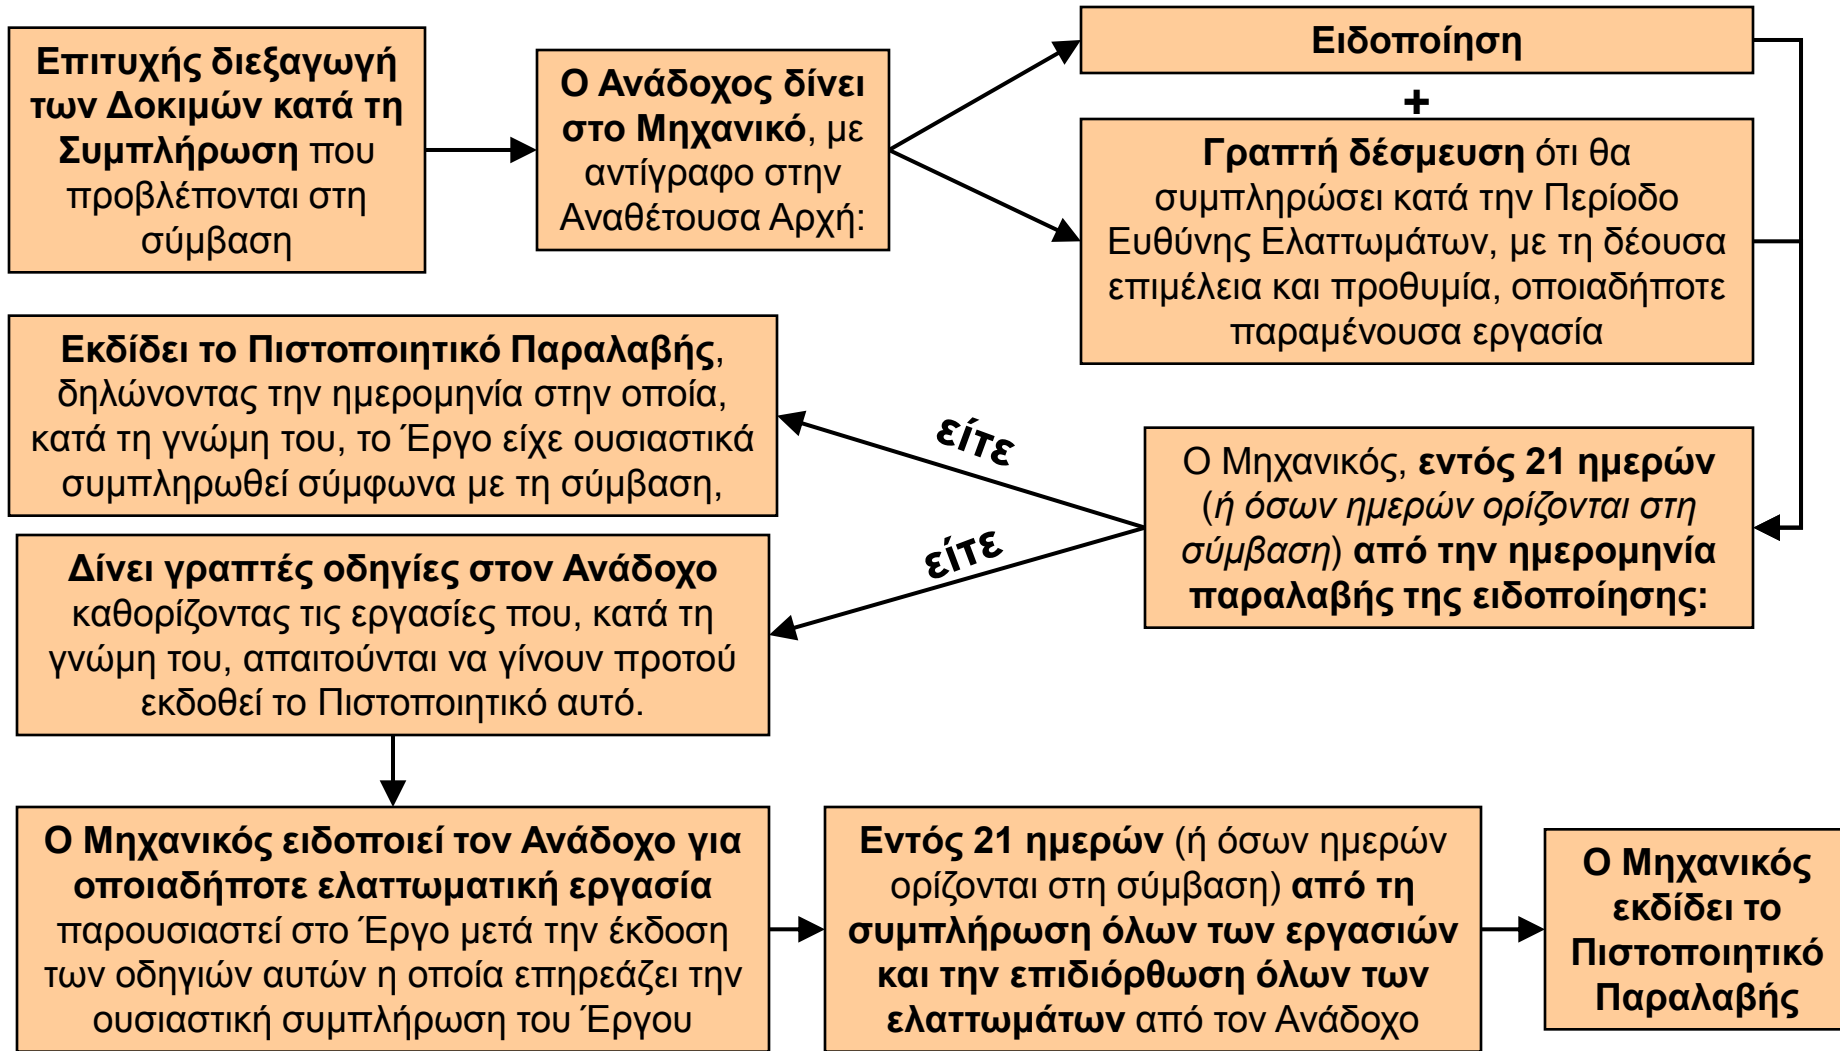 Επιτυχής διεξαγωγή
των Δοκιμών κατά τη
Συμπλήρωση που
προβλέπονται στη
σύμβαση
Ο Ανάδοχος δίνει
στο Μηχανικό, με
αντίγραφο στην
Αναθέτουσα Αρχή:
Ειδοποίηση
+
Γραπτή δέσμευση ότι θα
συμπληρώσει κατά την Περίοδο
Ευθύνης Ελαττωμάτων, με τη δέουσα
επιμέλεια και προθυμία, οποιαδήποτε
παραμένουσα εργασία
Ο Μηχανικός, εντός 21 ημερών
(ή όσων ημερών ορίζονται στη
σύμβαση) από την ημερομηνία
παραλαβής της ειδοποίησης:
είτε
Εκδίδει το Πιστοποιητικό Παραλαβής,
δηλώνοντας την ημερομηνία στην οποία,
κατά τη γνώμη του, το Έργο είχε ουσιαστικά
συμπληρωθεί σύμφωνα με τη σύμβαση,
είτε
Δίνει γραπτές οδηγίες στον Ανάδοχο
καθορίζοντας τις εργασίες που, κατά τη
γνώμη του, απαιτούνται να γίνουν προτού
εκδοθεί το Πιστοποιητικό αυτό.
Ο Μηχανικός ειδοποιεί τον Ανάδοχο για
οποιαδήποτε ελαττωματική εργασία
παρουσιαστεί στο Έργο μετά την έκδοση
των οδηγιών αυτών η οποία επηρεάζει την
ουσιαστική συμπλήρωση του Έργου
Εντός 21 ημερών (ή όσων ημερών
ορίζονται στη σύμβαση) από τη
συμπλήρωση όλων των εργασιών
και την επιδιόρθωση όλων των
ελαττωμάτων από τον Ανάδοχο
Ο Μηχανικός
εκδίδει το
Πιστοποιητικό
Παραλαβής